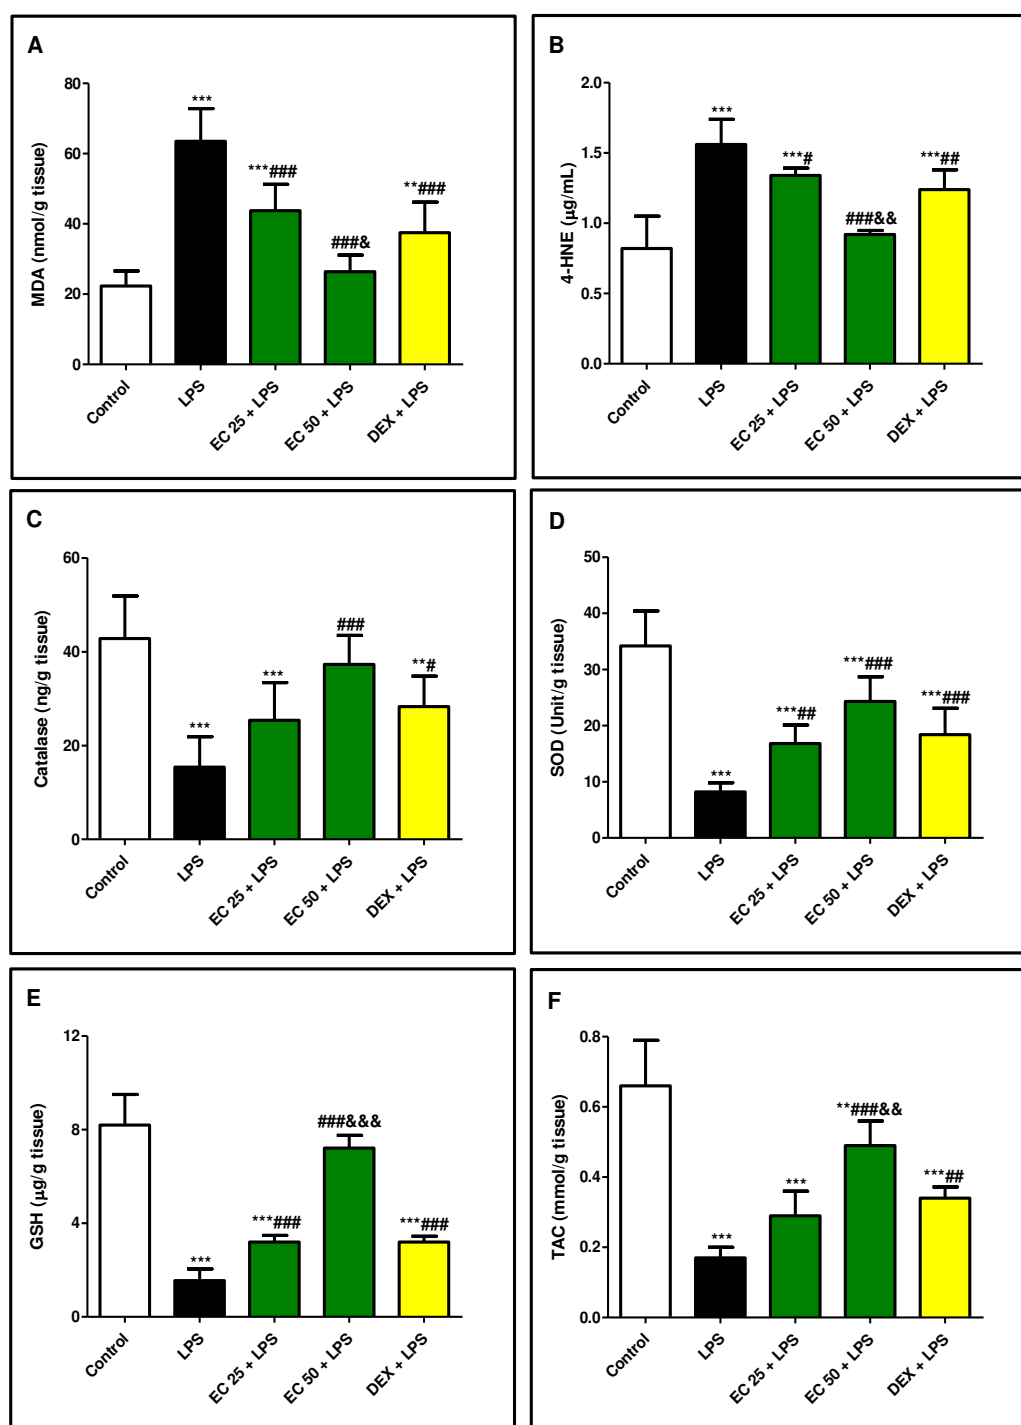 A
MDA (nmol/g tissue)
80
60
40
20
0
***
***###
###&
**###
Control
LPS
EC 25 + LPS
EC 50 + LPS
DEX + LPS
B
4-HNE (µg/mL)
2.0
1.5
1.0
0.5
0.0
***
***#
###&&
***##
Control
LPS
EC 25 + LPS
EC 50 + LPS
DEX + LPS
C
Catalase (ng/g tissue)
60
40
20
0
***
***
###
**#
Control
LPS
EC 25 + LPS
EC 50 + LPS
DEX + LPS
D
SOD (Unit/g tissue)
50
40
30
20
10
0
***
***##
***###
***###
Control
LPS
EC 25 + LPS
EC 50 + LPS
DEX + LPS
E
GSH (µg/g tissue)
12
8
4
0
***
***###
###&&&
***###
Control
LPS
EC 25 + LPS
EC 50 + LPS
DEX + LPS
F
TAC (mmol/g tissue)
0.8
0.6
0.4
0.2
0.0
***
***
**###&&
***##
Control
LPS
EC 25 + LPS
EC 50 + LPS
DEX + LPS